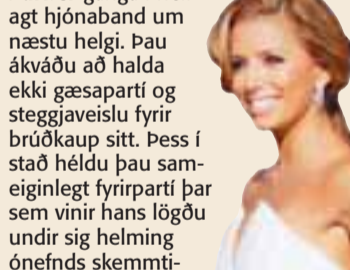 agt hjónaband um
næstu helgi. Þau
ákváðu að halda
ekki gæsapartí og
steggjaveislu fyrir
brúðkaup sitt. Þess í
stað héldu þau sam-
eiginlegt fyrirpartí þar
sem vinir hans lögðu
undir sig helming
ónefnds skemmti-